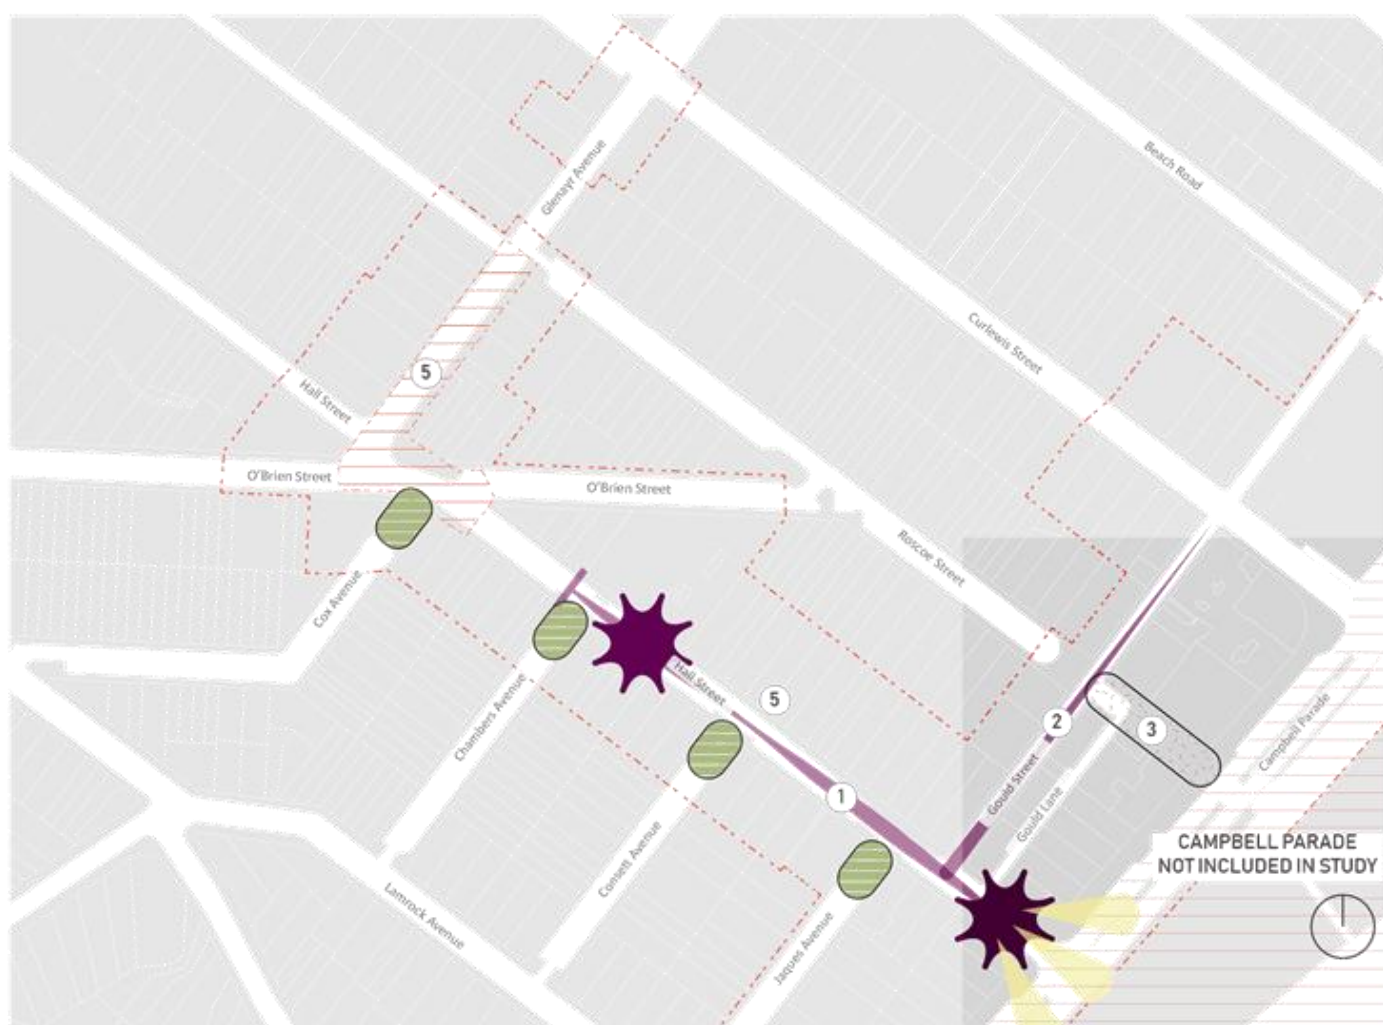 Glenayr Avenue
Beach Road
Curlewis Street
5
Hall Street
O'Brien Street
O'Brien Street
Roscoe Street
Cox Avenue
Hall Street
Chambers Avenue
5
2
3
Campbell Parade
1
Gould Street
Gould Lane
Consett Avenue
CAMPBELL PARADE
NOT INCLUDED IN STUDY
Lamrock Avenue
Jaques Avenue